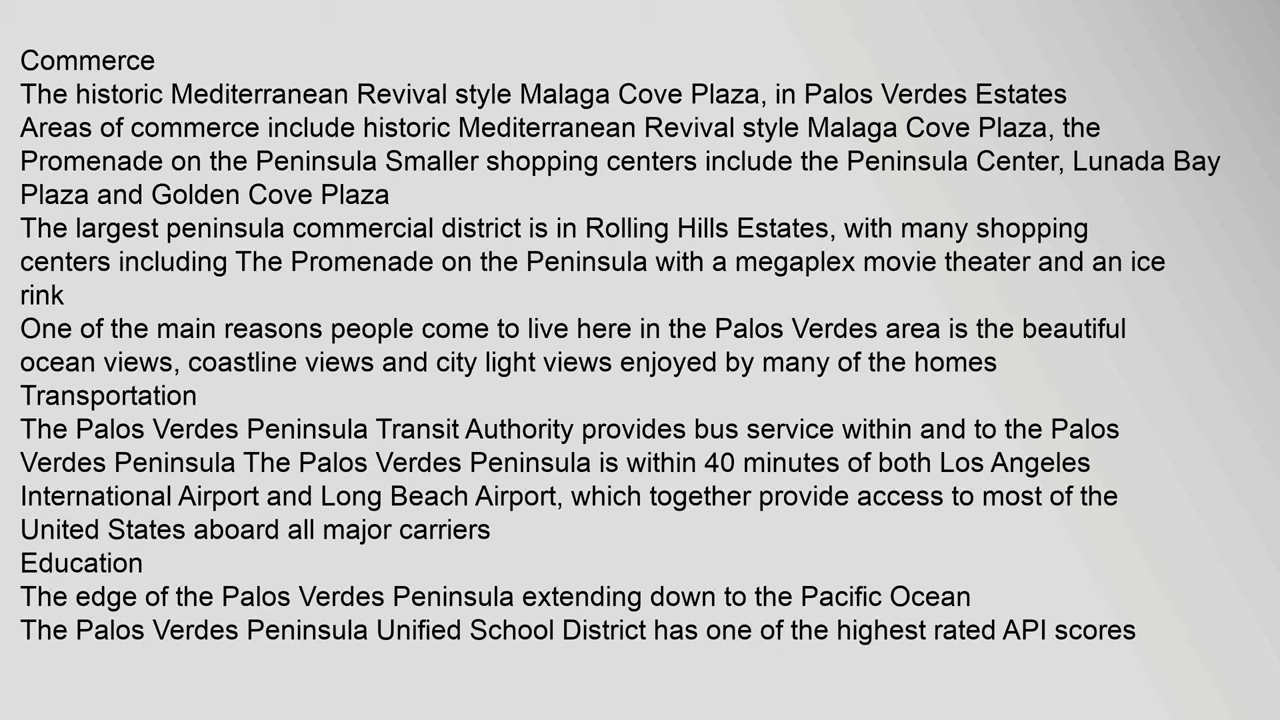 Commerce
The historic Mediterranean Revival style Malaga Cove Plaza, in Palos Verdes Estates
Areas of commerce include historic Mediterranean Revival style Malaga Cove Plaza, the
Promenade on the Peninsula Smaller shopping centers include the Peninsula Center, Lunada Bay
Plaza and Golden Cove Plaza
The largest peninsula commercial district is in Rolling Hills Estates, with many shopping
centers including The Promenade on the Peninsula with a megaplex movie theater and an ice
rink
One of the main reasons people come to live here in the Palos Verdes area is the beautiful
ocean views, coastline views and city light views enjoyed by many of the homes
Transportation
The Palos Verdes Peninsula Transit Authority provides bus service within and to the Palos
Verdes Peninsula The Palos Verdes Peninsula is within 40 minutes of both Los Angeles
International Airport and Long Beach Airport, which together provide access to most of the
United States aboard all major carriers
Education
The edge of the Palos Verdes Peninsula extending down to the Pacific Ocean
The Palos Verdes Peninsula Unified School District has one of the highest rated API scores